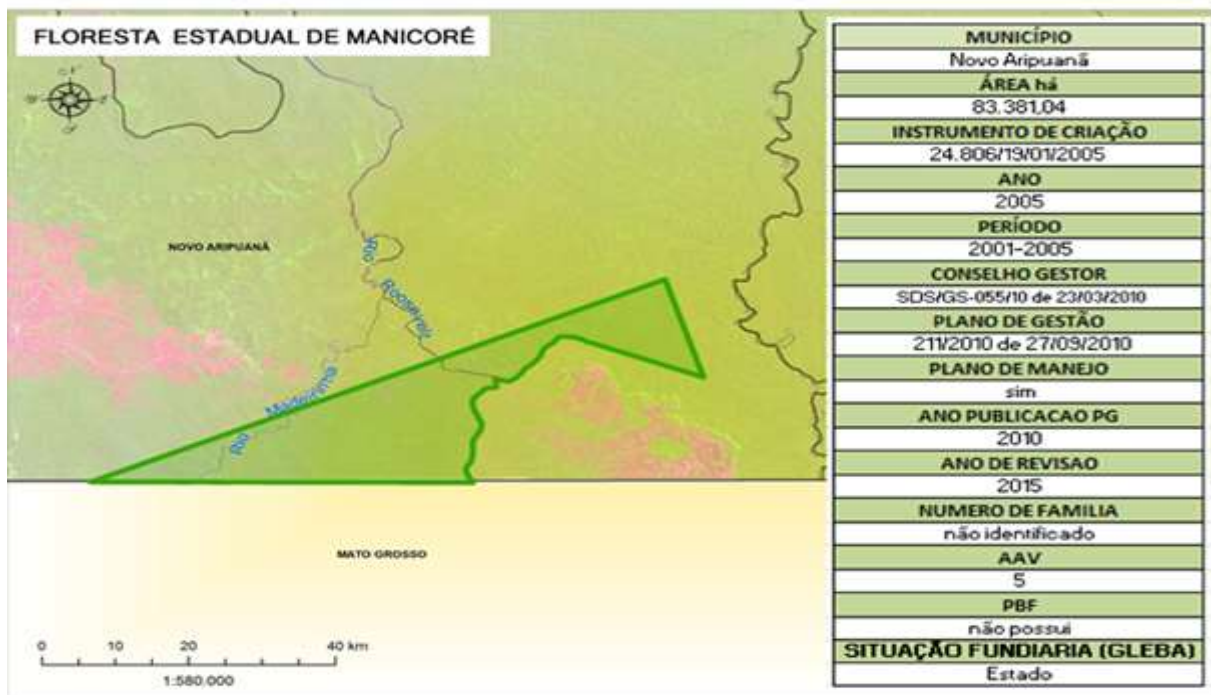 FLORESTA ESTADUAL DE MANICORÉ
NOVO ARIPUANÃ
Rio
Roosevelt
Rio
Madeirinha
MATO GROSSO
0 10 20 40 km
1:580.000
MUNICÍPIO
Novo Aripuanã
ÁREA há
83.381,04
INSTRUMENTO DE CRIAÇÃO
24.806/19/01/2005
ANO
2005
PERÍODO
2001-2005
CONSELHO GESTOR
SDS/GS-055/10 de 23/03/2010
PLANO DE GESTÃO
211/2010 de 27/09/2010
PLANO DE MANEJO
sim
ANO PUBLICACAO PG
2010
ANO DE REVISAO
2015
NUMERO DE FAMILIA
não identificado
AAV
5
PBF
não possui
SITUAÇÃO FUNDIARIA (GLEBA)
Estado